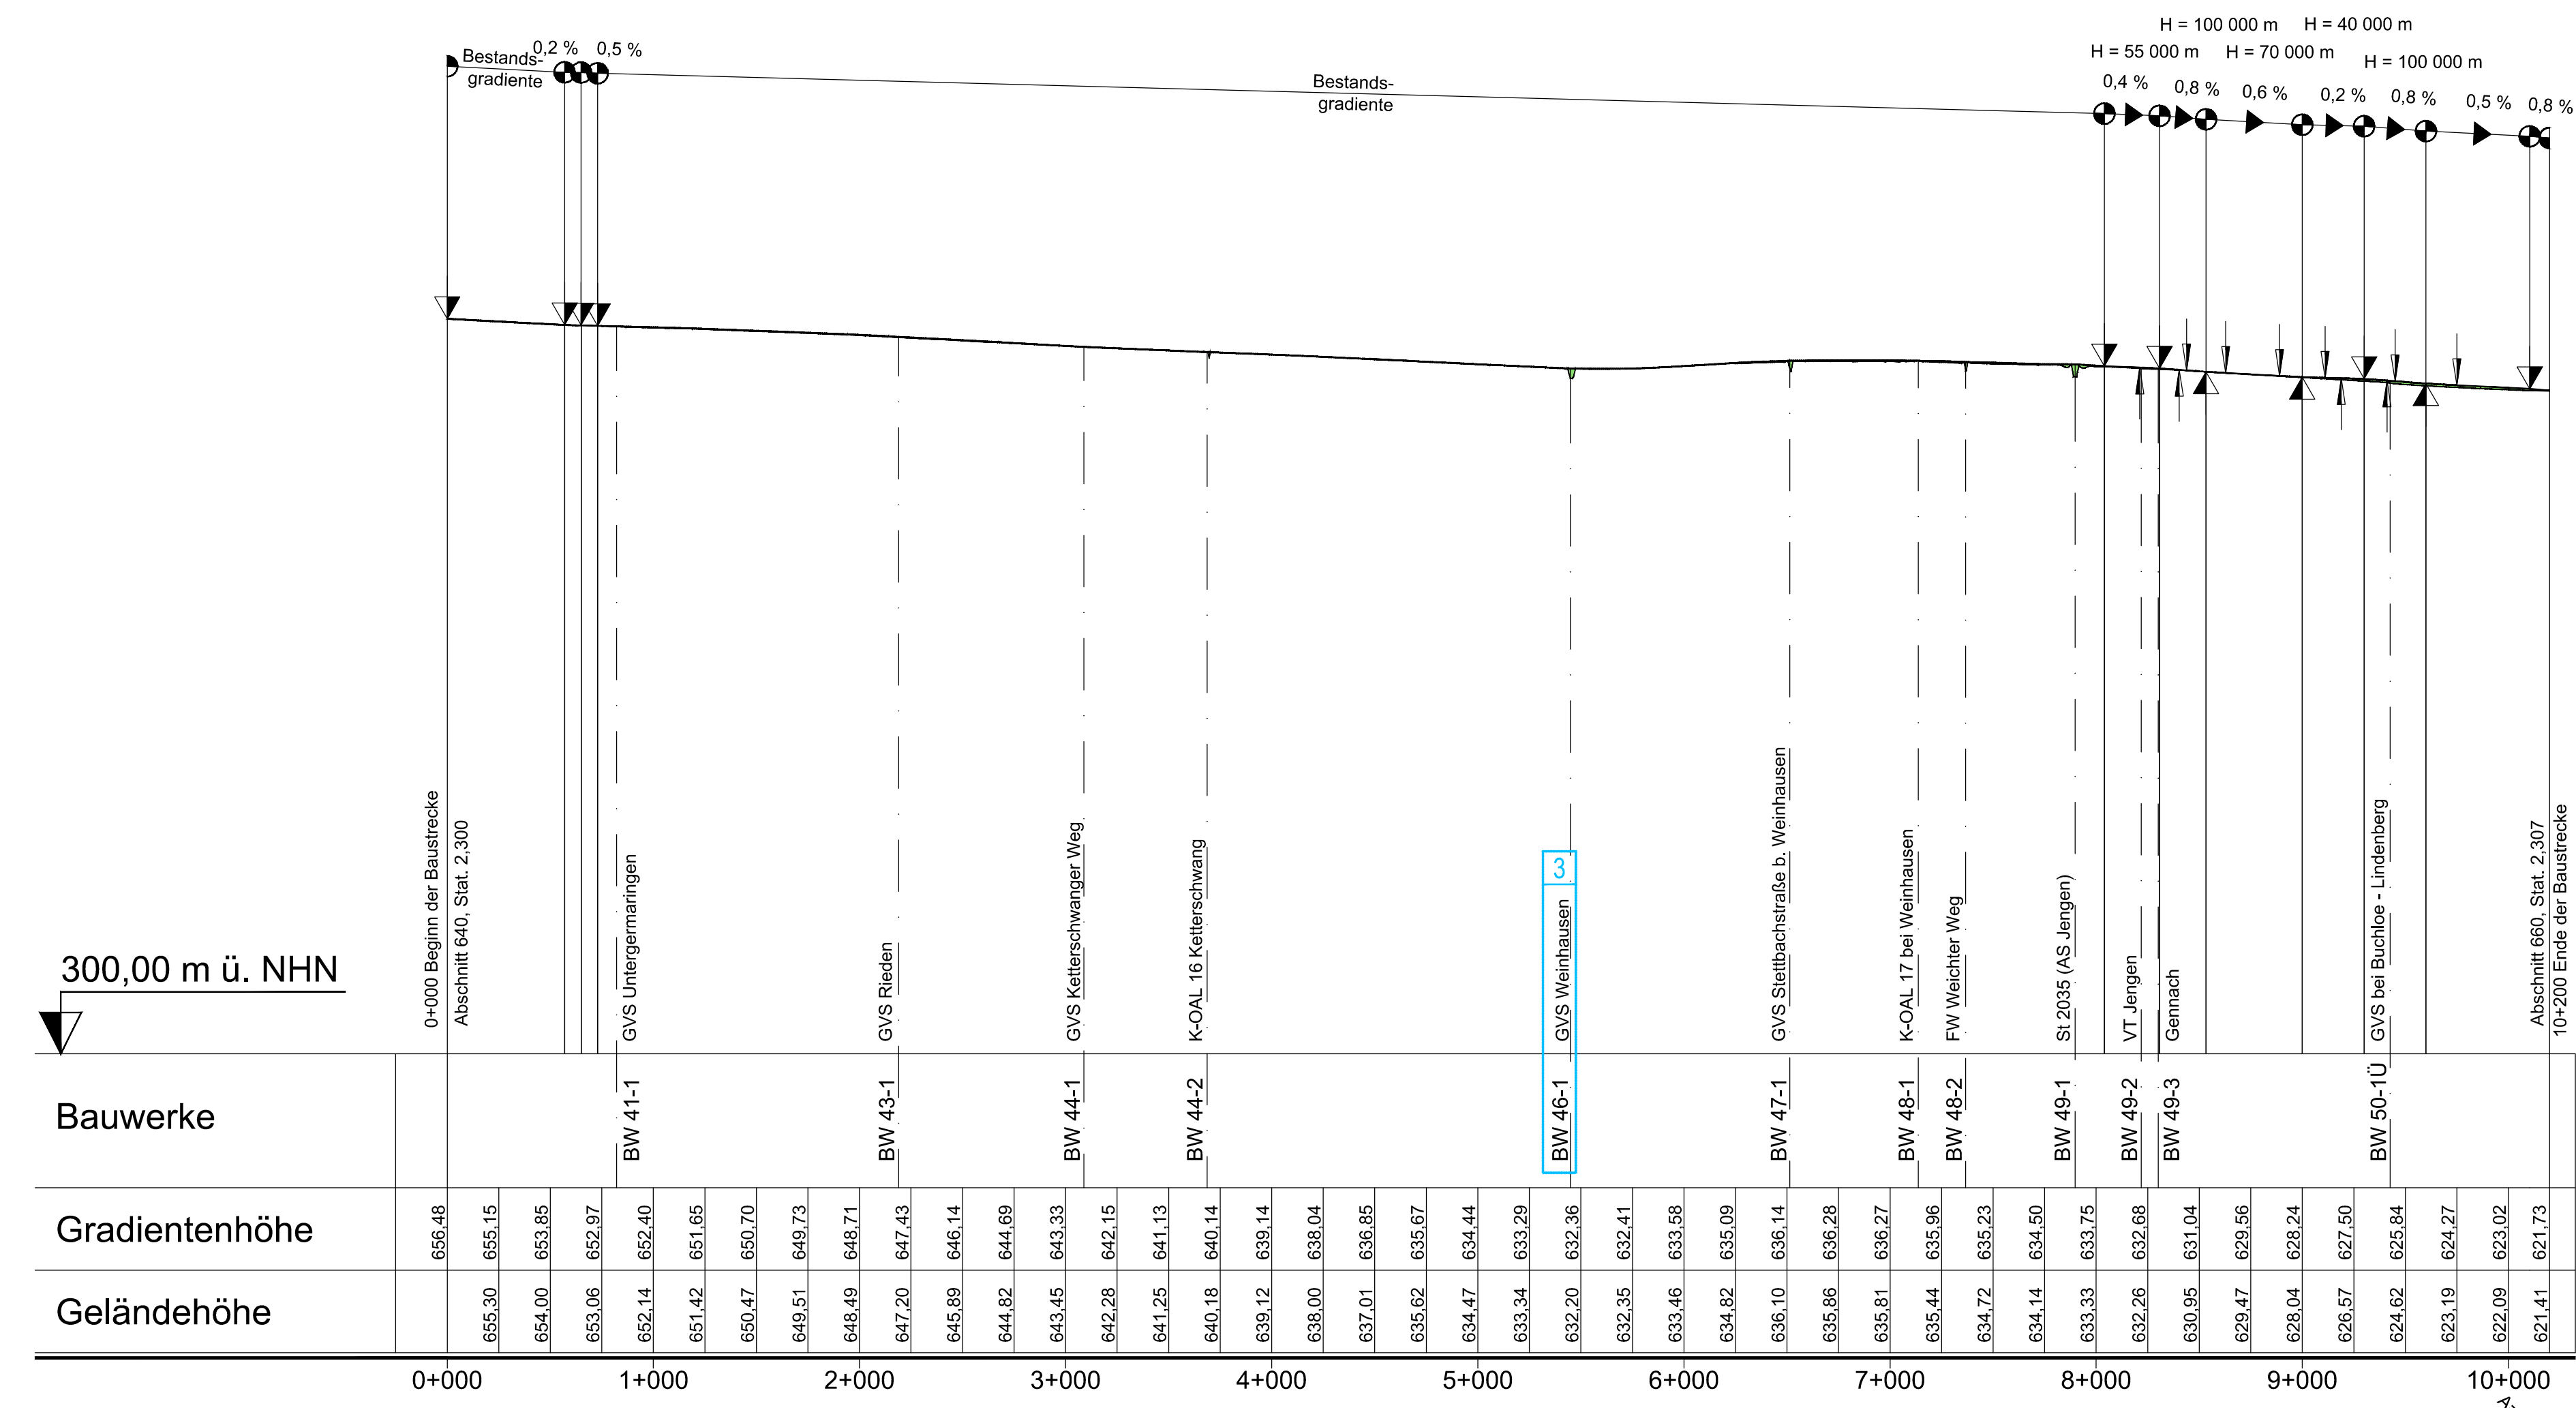 H = 100 000 m
H = 40 000 m
H = 55 000 m
H = 70 000 m
H = 100 000 m
Bestands-
gradiente
0,2 %
0,5 %
Bestands-
gradiente
0,4 %
0,8 %
0,6 %
0,2 %
0,8 %
0,5 %
0,8 %
300,00 m ü. NHN
0+000 Beginn der Baustrecke
Abschnitt 640, Stat. 2,300
GVS Untergermaringen
GVS Rieden
GVS Ketterschwanger Weg
K-OAL 16 Ketterschwang
3
GVS Weinhausen
GVS Stettbachstraße b. Weinhausen
K-OAL 17 bei Weinhausen
FW Weichter Weg
St 2035 (AS Jengen)
VT Jengen
Gennach
GVS bei Buchloe - Lindenberg
Abschnitt 660, Stat. 2,307
10+200 Ende der Baustrecke
Bauwerke
BW 41-1
BW 43-1
BW 44-1
BW 44-2
BW 46-1
BW 47-1
BW 48-1
BW 48-2
BW 49-1
BW 49-2
BW 49-3
BW 50-1Ü
Gradientenhöhe
656,48
655,15
653,85
652,97
652,40
651,65
650,70
649,73
648,71
647,43
646,14
644,69
643,33
642,15
641,13
640,14
639,14
638,04
636,85
635,67
634,44
633,29
632,36
632,41
633,58
635,09
636,14
636,28
636,27
635,96
635,23
634,50
633,75
632,68
631,04
629,56
628,24
627,50
625,84
624,27
623,02
621,73
Geländehöhe
655,30
654,00
653,06
652,14
651,42
650,47
649,51
648,49
647,20
645,89
644,82
643,45
642,28
641,25
640,18
639,12
638,00
637,01
635,62
634,47
633,34
632,20
632,35
633,46
634,82
636,10
635,86
635,81
635,44
634,72
634,14
633,33
632,26
630,95
629,47
628,04
626,57
624,62
623,19
622,09
621,41
0+000
1+000
2+000
3+000
4+000
5+000
6+000
7+000
8+000
9+000
10+000